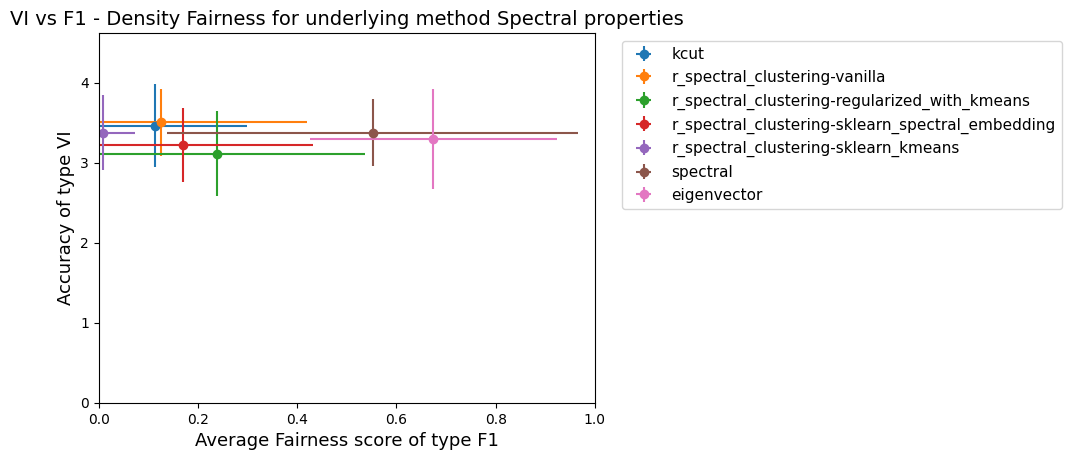 VI vs F1 - Density Fairness for underlying method Spectral properties
Accuracy of type VI
4
3
2
1
0
0.0 0.2 0.4 0.6 0.8 1.0
Average Fairness score of type F1
kcut
r_spectral_clustering-vanilla
r_spectral_clustering-regularized_with_kmeans
r_spectral_clustering-sklearn_spectral_embedding
r_spectral_clustering-sklearn_kmeans
spectral
eigenvector